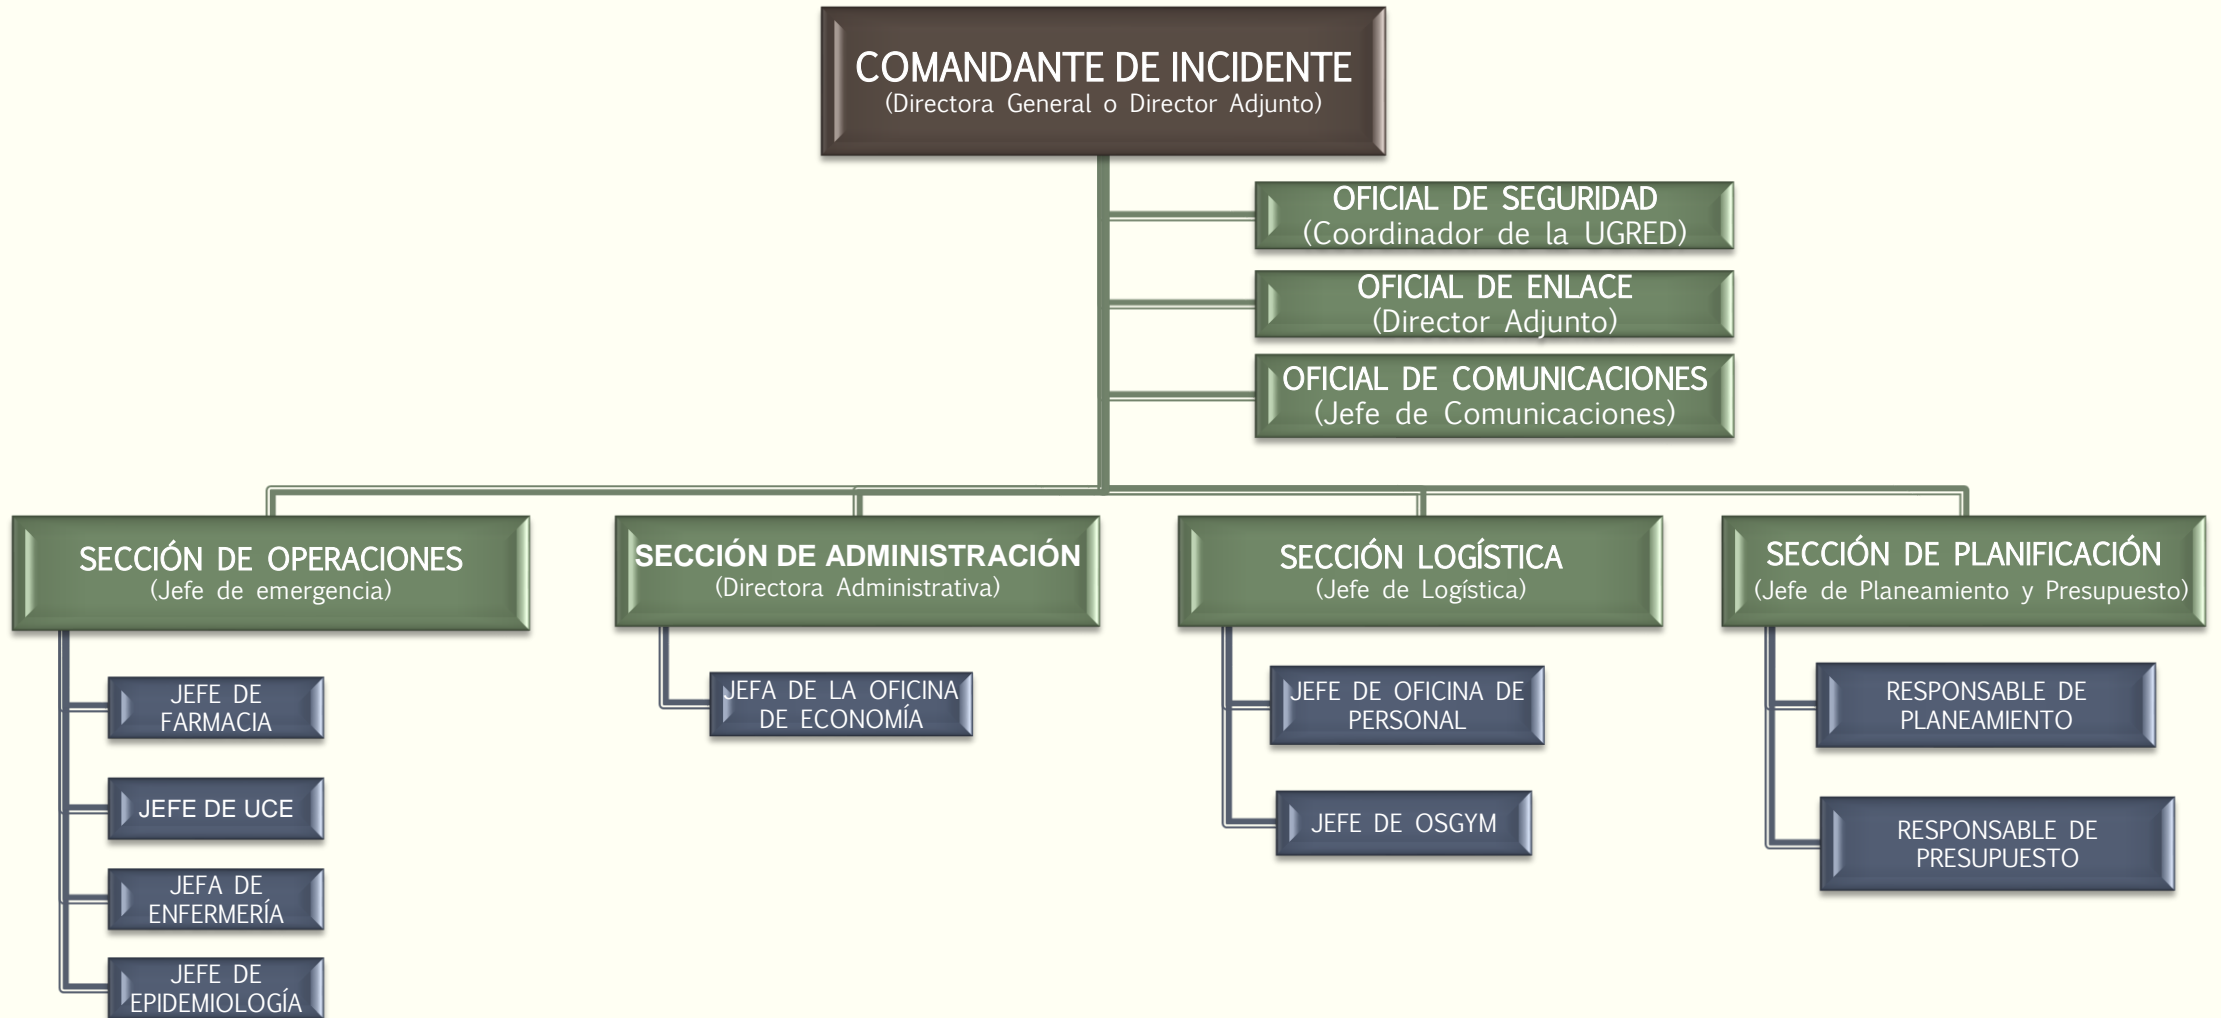 COMANDANTE DE INCIDENTE
(Directora General o Director Adjunto)
OFICIAL DE SEGURIDAD
(Coordinador de la UGRED)
OFICIAL DE ENLACE
(Director Adjunto)
OFICIAL DE COMUNICACIONES
(Jefe de Comunicaciones)
SECCIÓN DE OPERACIONES
(Jefe de emergencia)
JEFE DE
FARMACIA
JEFE DE UCE
JEFA DE
ENFERMERÍA
JEFE DE
EPIDEMIOLOGÍA
SECCIÓN DE ADMINISTRACIÓN
(Directora Administrativa)
JEFA DE LA OFICINA
DE ECONOMÍA
SECCIÓN LOGÍSTICA
(Jefe de Logística)
JEFE DE OFICINA DE
PERSONAL
JEFE DE OSGYM
SECCIÓN DE PLANIFICACIÓN
(Jefe de Planeamiento y Presupuesto)
RESPONSABLE DE
PLANEAMIENTO
RESPONSABLE DE
PRESUPUESTO